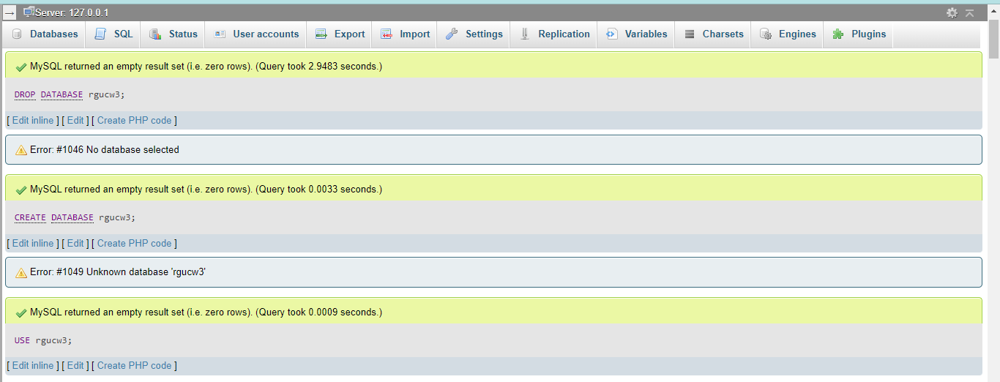 Server: 127.0.0.1
Databases SQL Status User accounts Export Import Settings Replication Variables Charsets Engines Plugins
MySQL returned an empty result set (i.e. zero rows). (Query took 2.9483 seconds.)
DROP DATABASE rgucw3;
[ Edit inline ] [ Edit ] [ Create PHP code ]
Error: #1046 No database selected
MySQL returned an empty result set (i.e. zero rows). (Query took 0.0033 seconds.)
CREATE DATABASE rgucw3;
[ Edit inline ] [ Edit ] [ Create PHP code ]
Error: #1049 Unknown database 'rgucw3'
MySQL returned an empty result set (i.e. zero rows). (Query took 0.0009 seconds.)
USE rgucw3;
[ Edit inline ] [ Edit ] [ Create PHP code ]